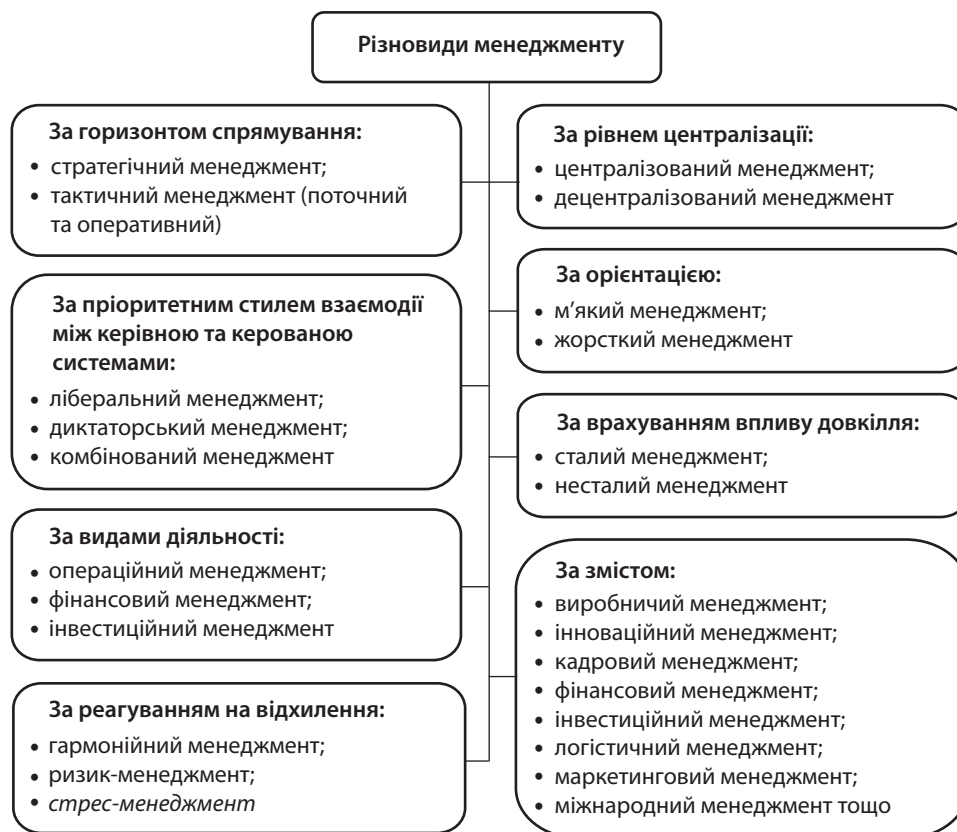 Різновиди менеджменту
За горизонтом спрямування:
• стратегічний менеджмент;
• тактичний менеджмент (поточний
та оперативний)
За пріоритетним стилем взаємодії
між керівною та керованою
системами:
• ліберальний менеджмент;
• диктаторський менеджмент;
• комбінований менеджмент
За видами діяльності:
• операційний менеджмент;
• фінансовий менеджмент;
• інвестиційний менеджмент
За реагуванням на відхилення:
• гармонійний менеджмент;
• ризик-менеджмент;
• стрес-менеджмент
За рівнем централізації:
• централізований менеджмент;
• децентралізований менеджмент
За орієнтацією:
• м’який менеджмент;
• жорсткий менеджмент
За врахуванням впливу довкілля:
• сталий менеджмент;
• несталий менеджмент
За змістом:
• виробничий менеджмент;
• інноваційний менеджмент;
• кадровий менеджмент;
• фінансовий менеджмент;
• інвестиційний менеджмент;
• логістичний менеджмент;
• маркетинговий менеджмент;
• міжнародний менеджмент тощо